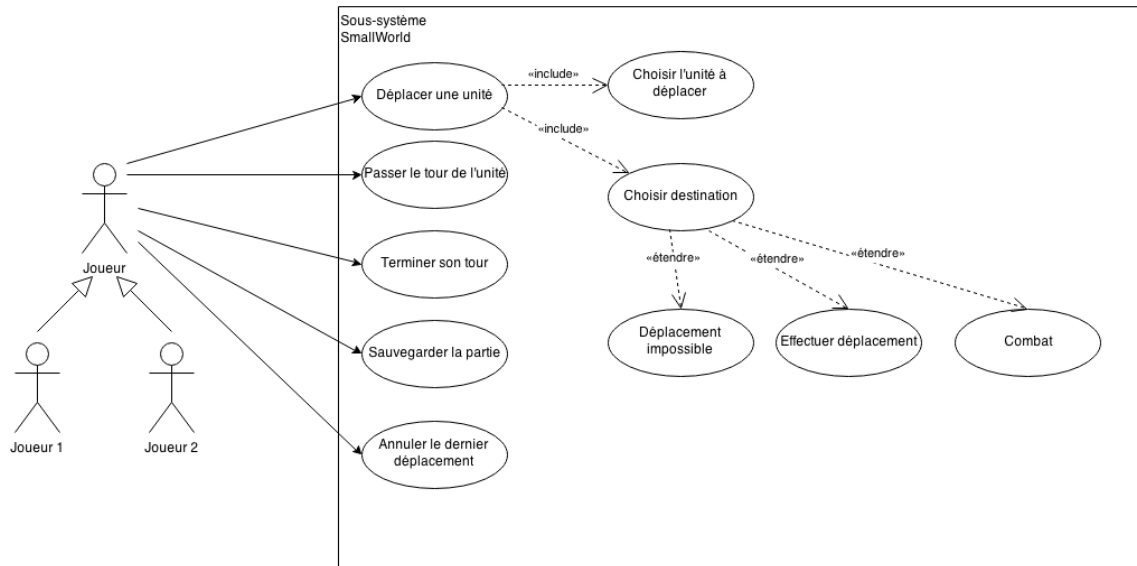 Sous-système
SmallWorld
Déplacer une unité
«include»
Choisir l'unité à
déplacer
«include»
Passer le tour de l'unité
Choisir destination
Joueur
Terminer son tour
«étendre»
«étendre»
«étendre»
Sauvegarder la partie
Déplacement
impossible
Effectuer déplacement
Combat
Joueur 1
Joueur 2
Annuler le dernier
déplacement